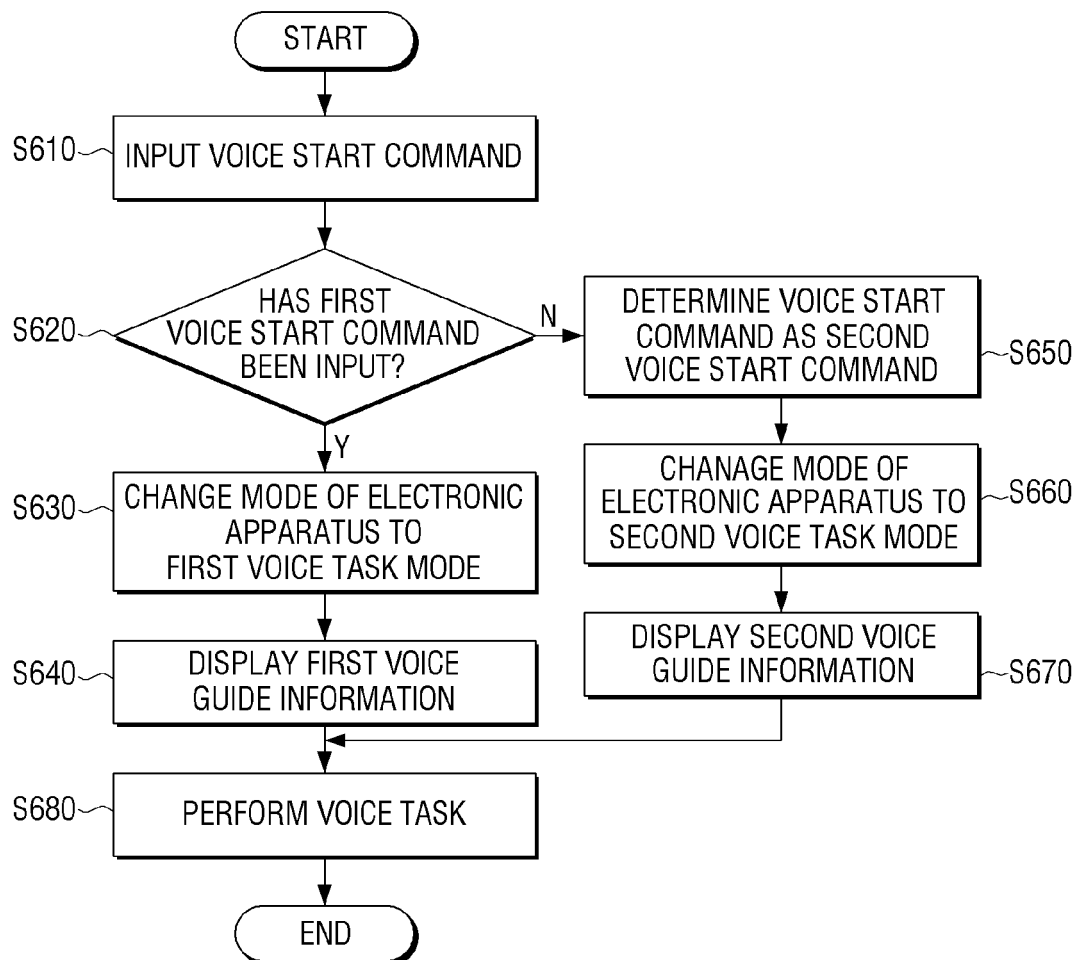 START
S610
INPUT VOICE START COMMAND
S620
HAS FIRST
VOICE START COMMAND
BEEN INPUT?
N
Y
DETERMINE VOICE START
COMMAND AS SECOND
VOICE START COMMAND
S650
S630
CHANGE MODE OF ELECTRONIC
APPARATUS TO
FIRST VOICE TASK MODE
CHANAGE MODE OF
ELECTRONIC APPARATUS TO
SECOND VOICE TASK MODE
S660
S640
DISPLAY FIRST VOICE
GUIDE INFORMATION
DISPLAY SECOND VOICE
GUIDE INFORMATION
S670
S680
PERFORM VOICE TASK
END